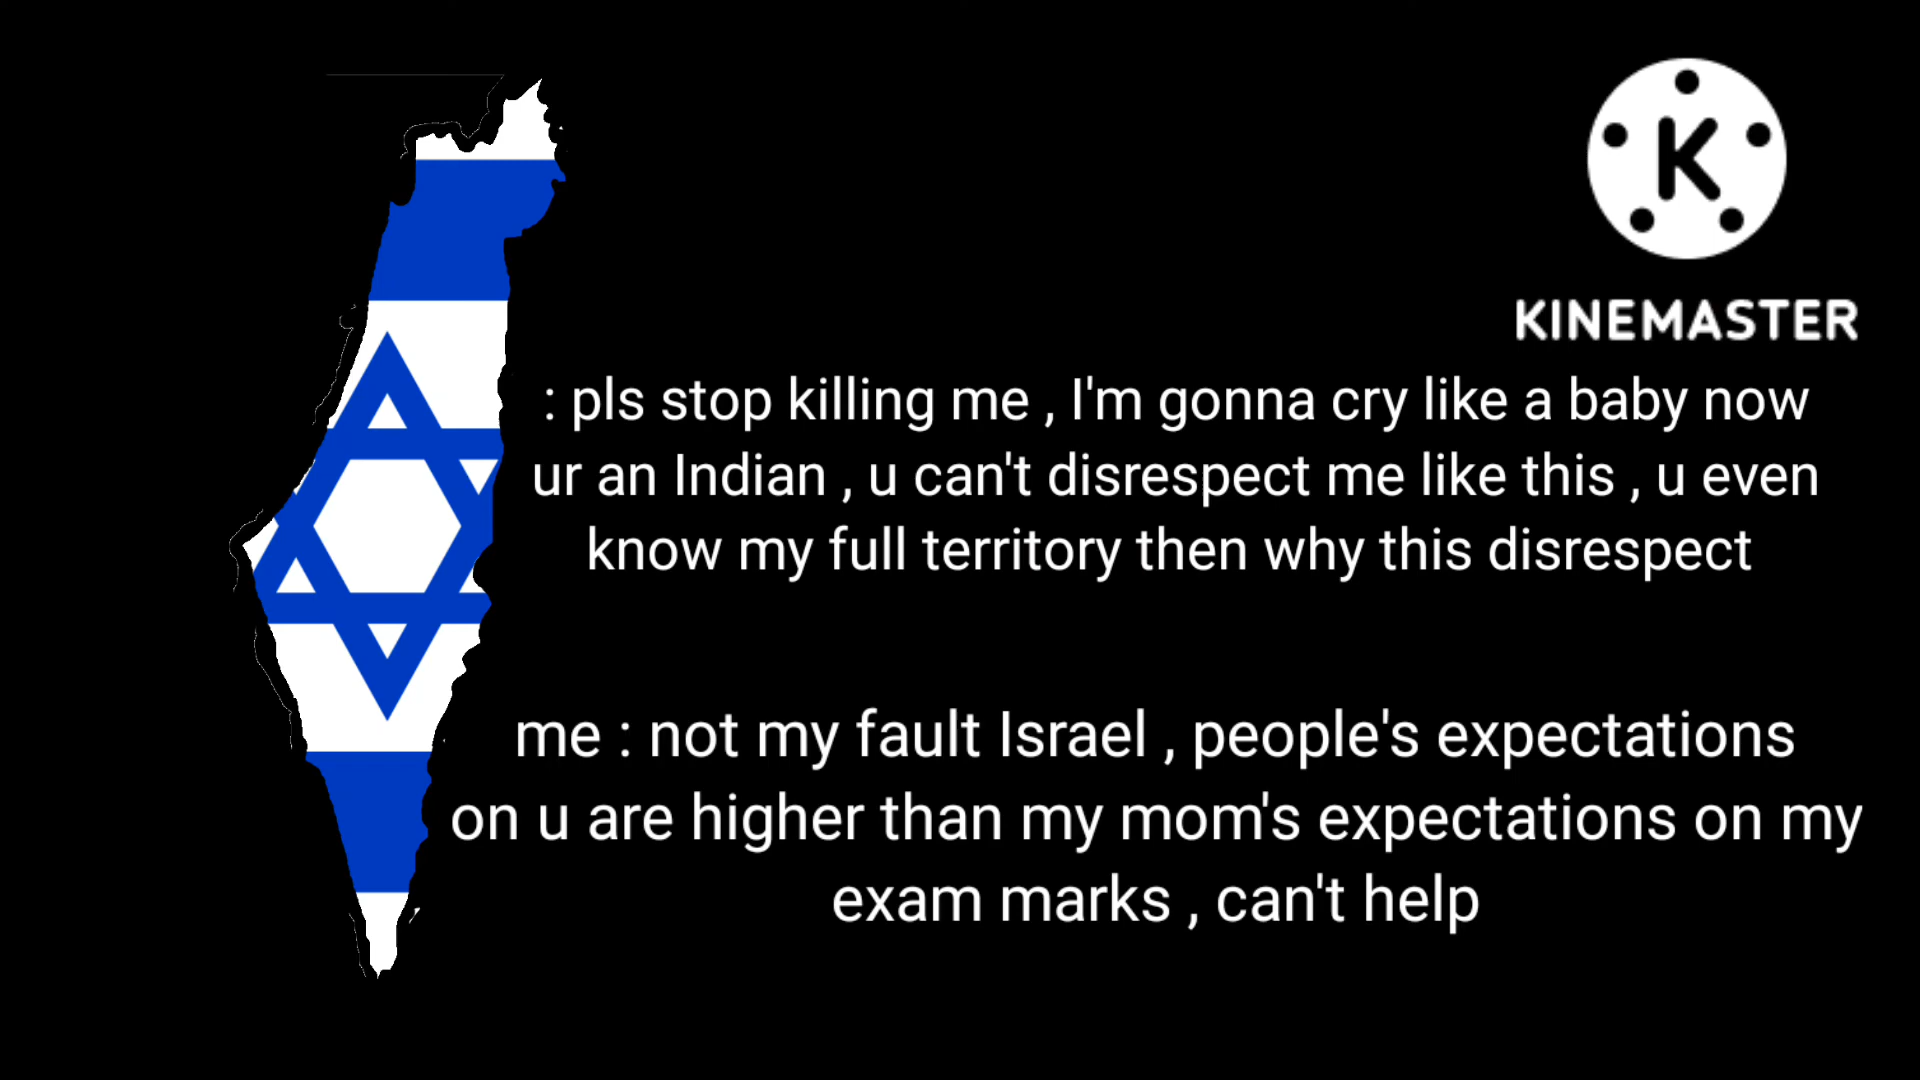 K
KINEMASTER
: pls stop killing me , I'm gonna cry like a baby now
ur an Indian , u can't disrespect me like this , u even
know my full territory then why this disrespect
me : not my fault Israel , people's expectations
on u are higher than my mom's expectations on my
exam marks , can't help